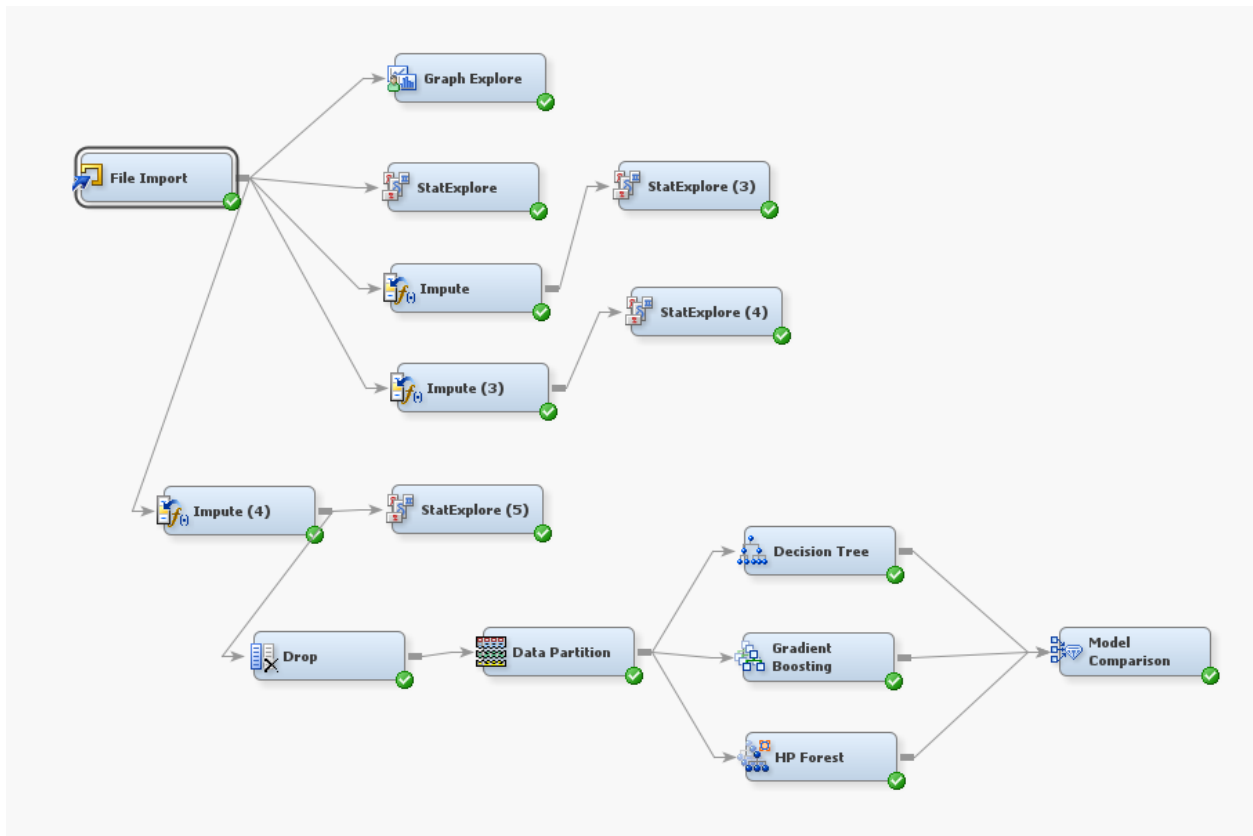 Graph Explore
File Import
StatExplore
StatExplore (3)
Impute
StatExplore (4)
Impute (3)
Impute (4)
StatExplore (5)
Decision Tree
Drop
Data Partition
Gradient
Boosting
Model
Comparison
HP Forest